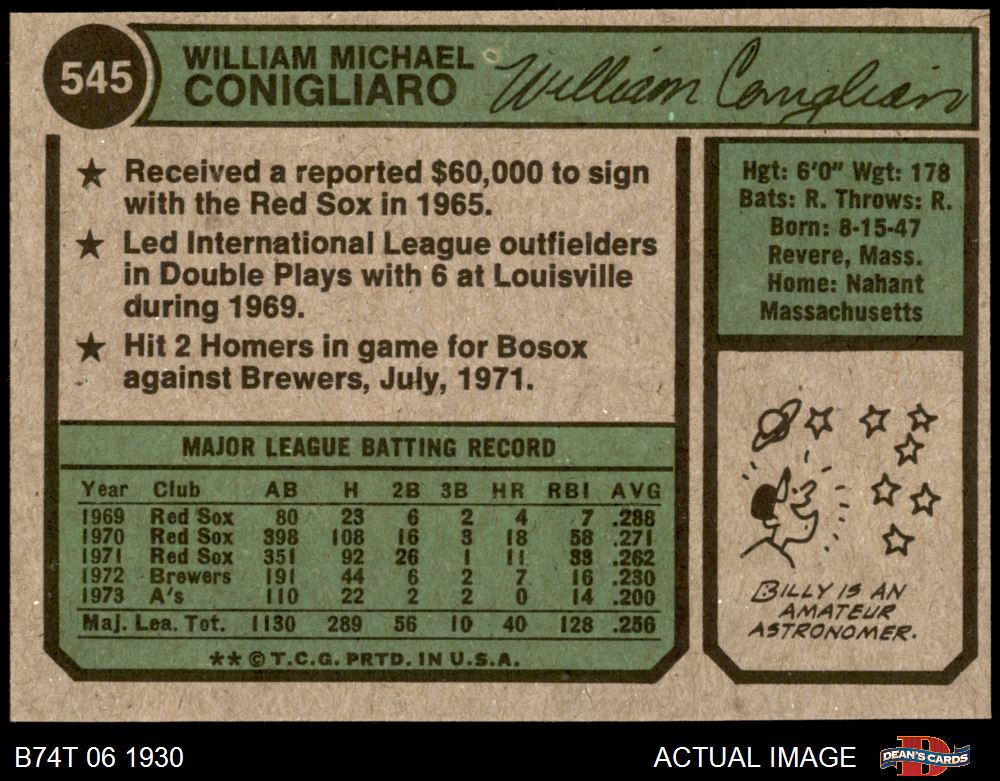 545
WILLIAM MICHAEL
CONIGLIARO
William Conigliaro
★ Received a reported $60,000 to sign
with the Red Sox in 1965.
★ Led International League outfielders
in Double Plays with 6 at Louisville
during 1969.
★ Hit 2 Homers in game for Bosox
against Brewers, July, 1971.
Hgt: 6'0" Wgt: 178
Bats: R. Throws: R.
Born: 8-15-47
Revere, Mass.
Home: Nahant
Massachusetts
MAJOR LEAGUE BATTING RECORD
Year Club AB H 2B 3B HR RBI AVG
1969 Red Sox 80 23 6 2 4 7 .288
1970 Red Sox 398 108 16 3 18 58 .271
1971 Red Sox 351 92 26 1 11 33 .262
1972 Brewers 191 44 6 2 7 16 .230
1973 A's 110 22 2 2 0 14 .200
Maj. Lea. Tot. 1130 289 56 10 40 128 .256
** © T.C.G. PRTD. IN U.S.A.
BILLY IS AN
AMATEUR
ASTRONOMER.
B74T 06 1930
ACTUAL IMAGE
DEAN'S CARDS